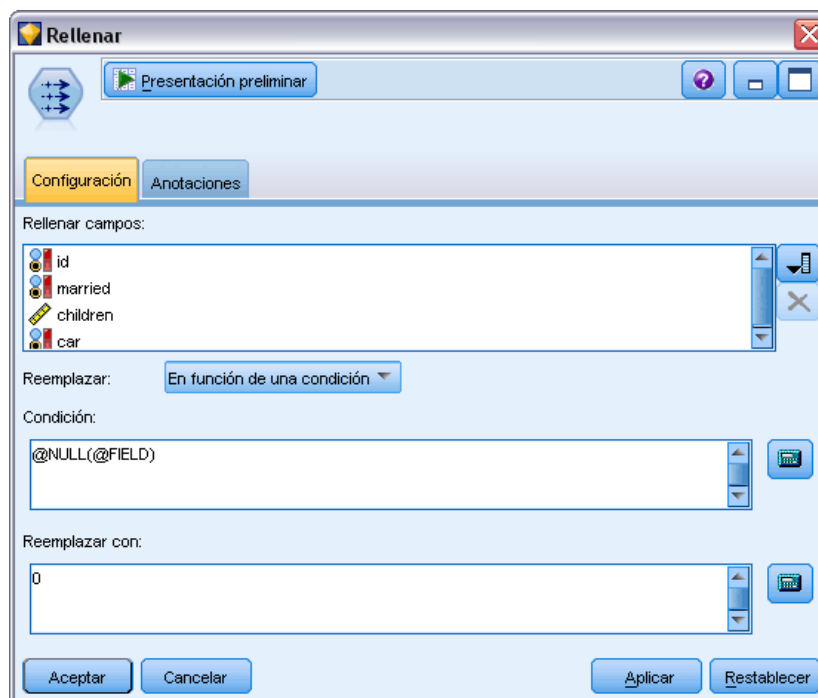 Rellenar
Presentación preliminar
?
Configuración
Anotaciones
Rellenar campos:
id
married
children
car
Reemplazar:
En función de una condición
Condición:
@NULL(@FIELD)
Reemplazar con:
0
Aceptar
Cancelar
Aplicar
Restablecer